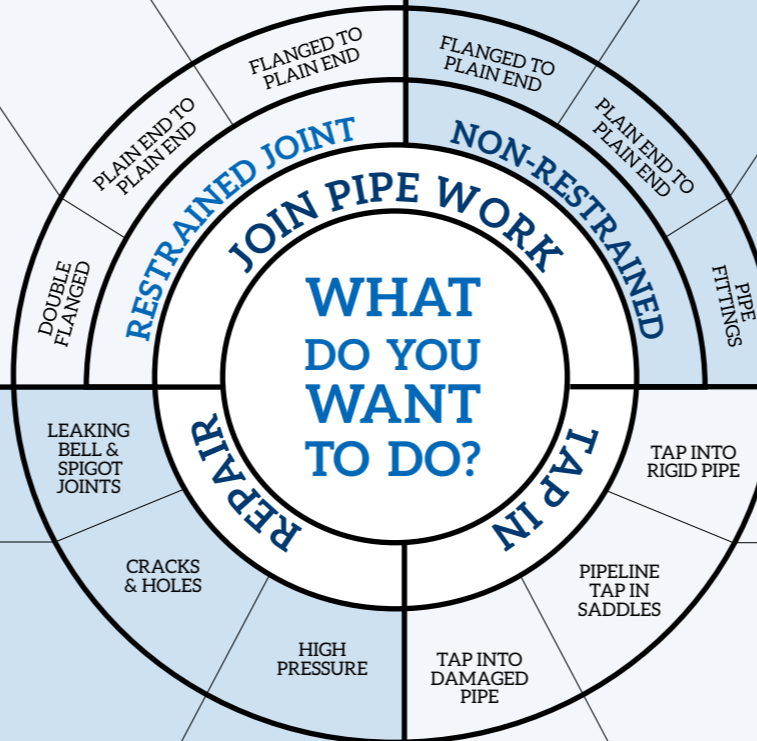 WHAT
DO YOU
WANT
TO DO?
JOIN PIPE WORK
RESTRAINED JOINT
DOUBLE
FLANGED
PLAIN END TO
PLAIN END
FLANGED TO
PLAIN END
NON-RESTRAINED
FLANGED TO
PLAIN END
PLAIN END TO
PLAIN END
PIPE
FITTINGS
TAP IN
TAP INTO
RIGID PIPE
PIPELINE
TAP IN
SADDLES
TAP INTO
DAMAGED
PIPE
REPAIR
HIGH
PRESSURE
CRACKS
& HOLES
LEAKING
BELL &
SPIGOT
JOINTS